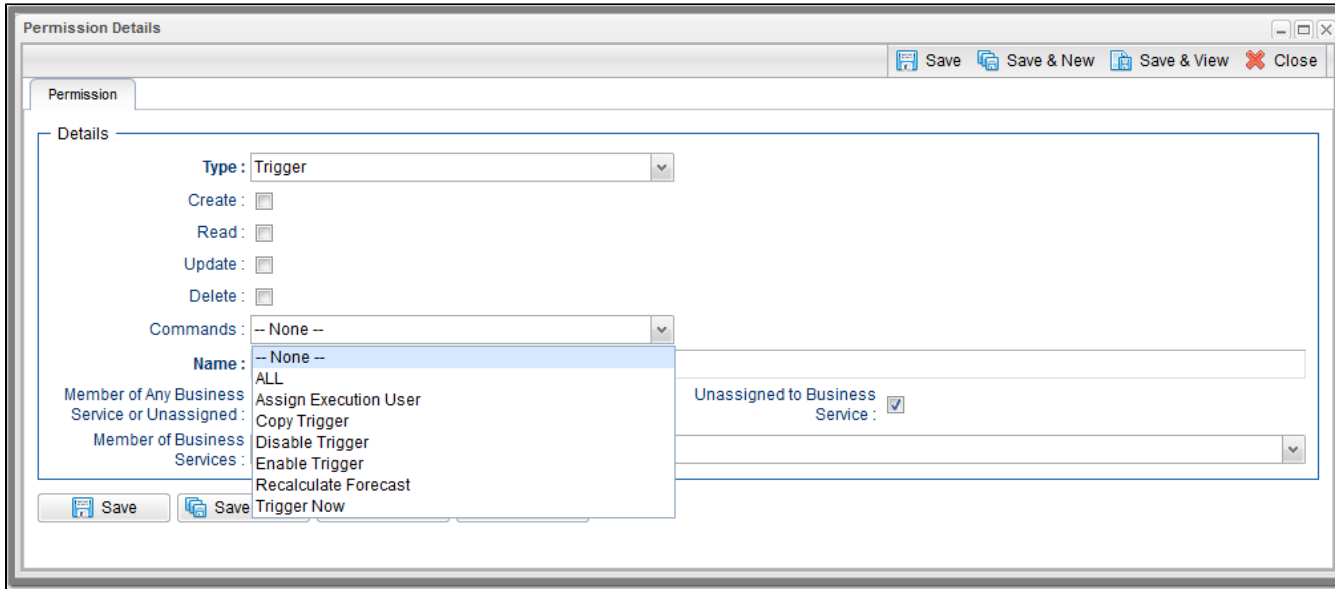 Permission Details
Save Save & New Save & View Close
Permission
Details
Type : Trigger
Create :
Read :
Update :
Delete :
Commands : -- None --
Name :
-- None --
ALL
Assign Execution User
Copy Trigger
Disable Trigger
Enable Trigger
Recalculate Forecast
Trigger Now
Member of Any Business
Service or Unassigned :
Unassigned to Business
Service :
Member of Business
Services :
Save Save